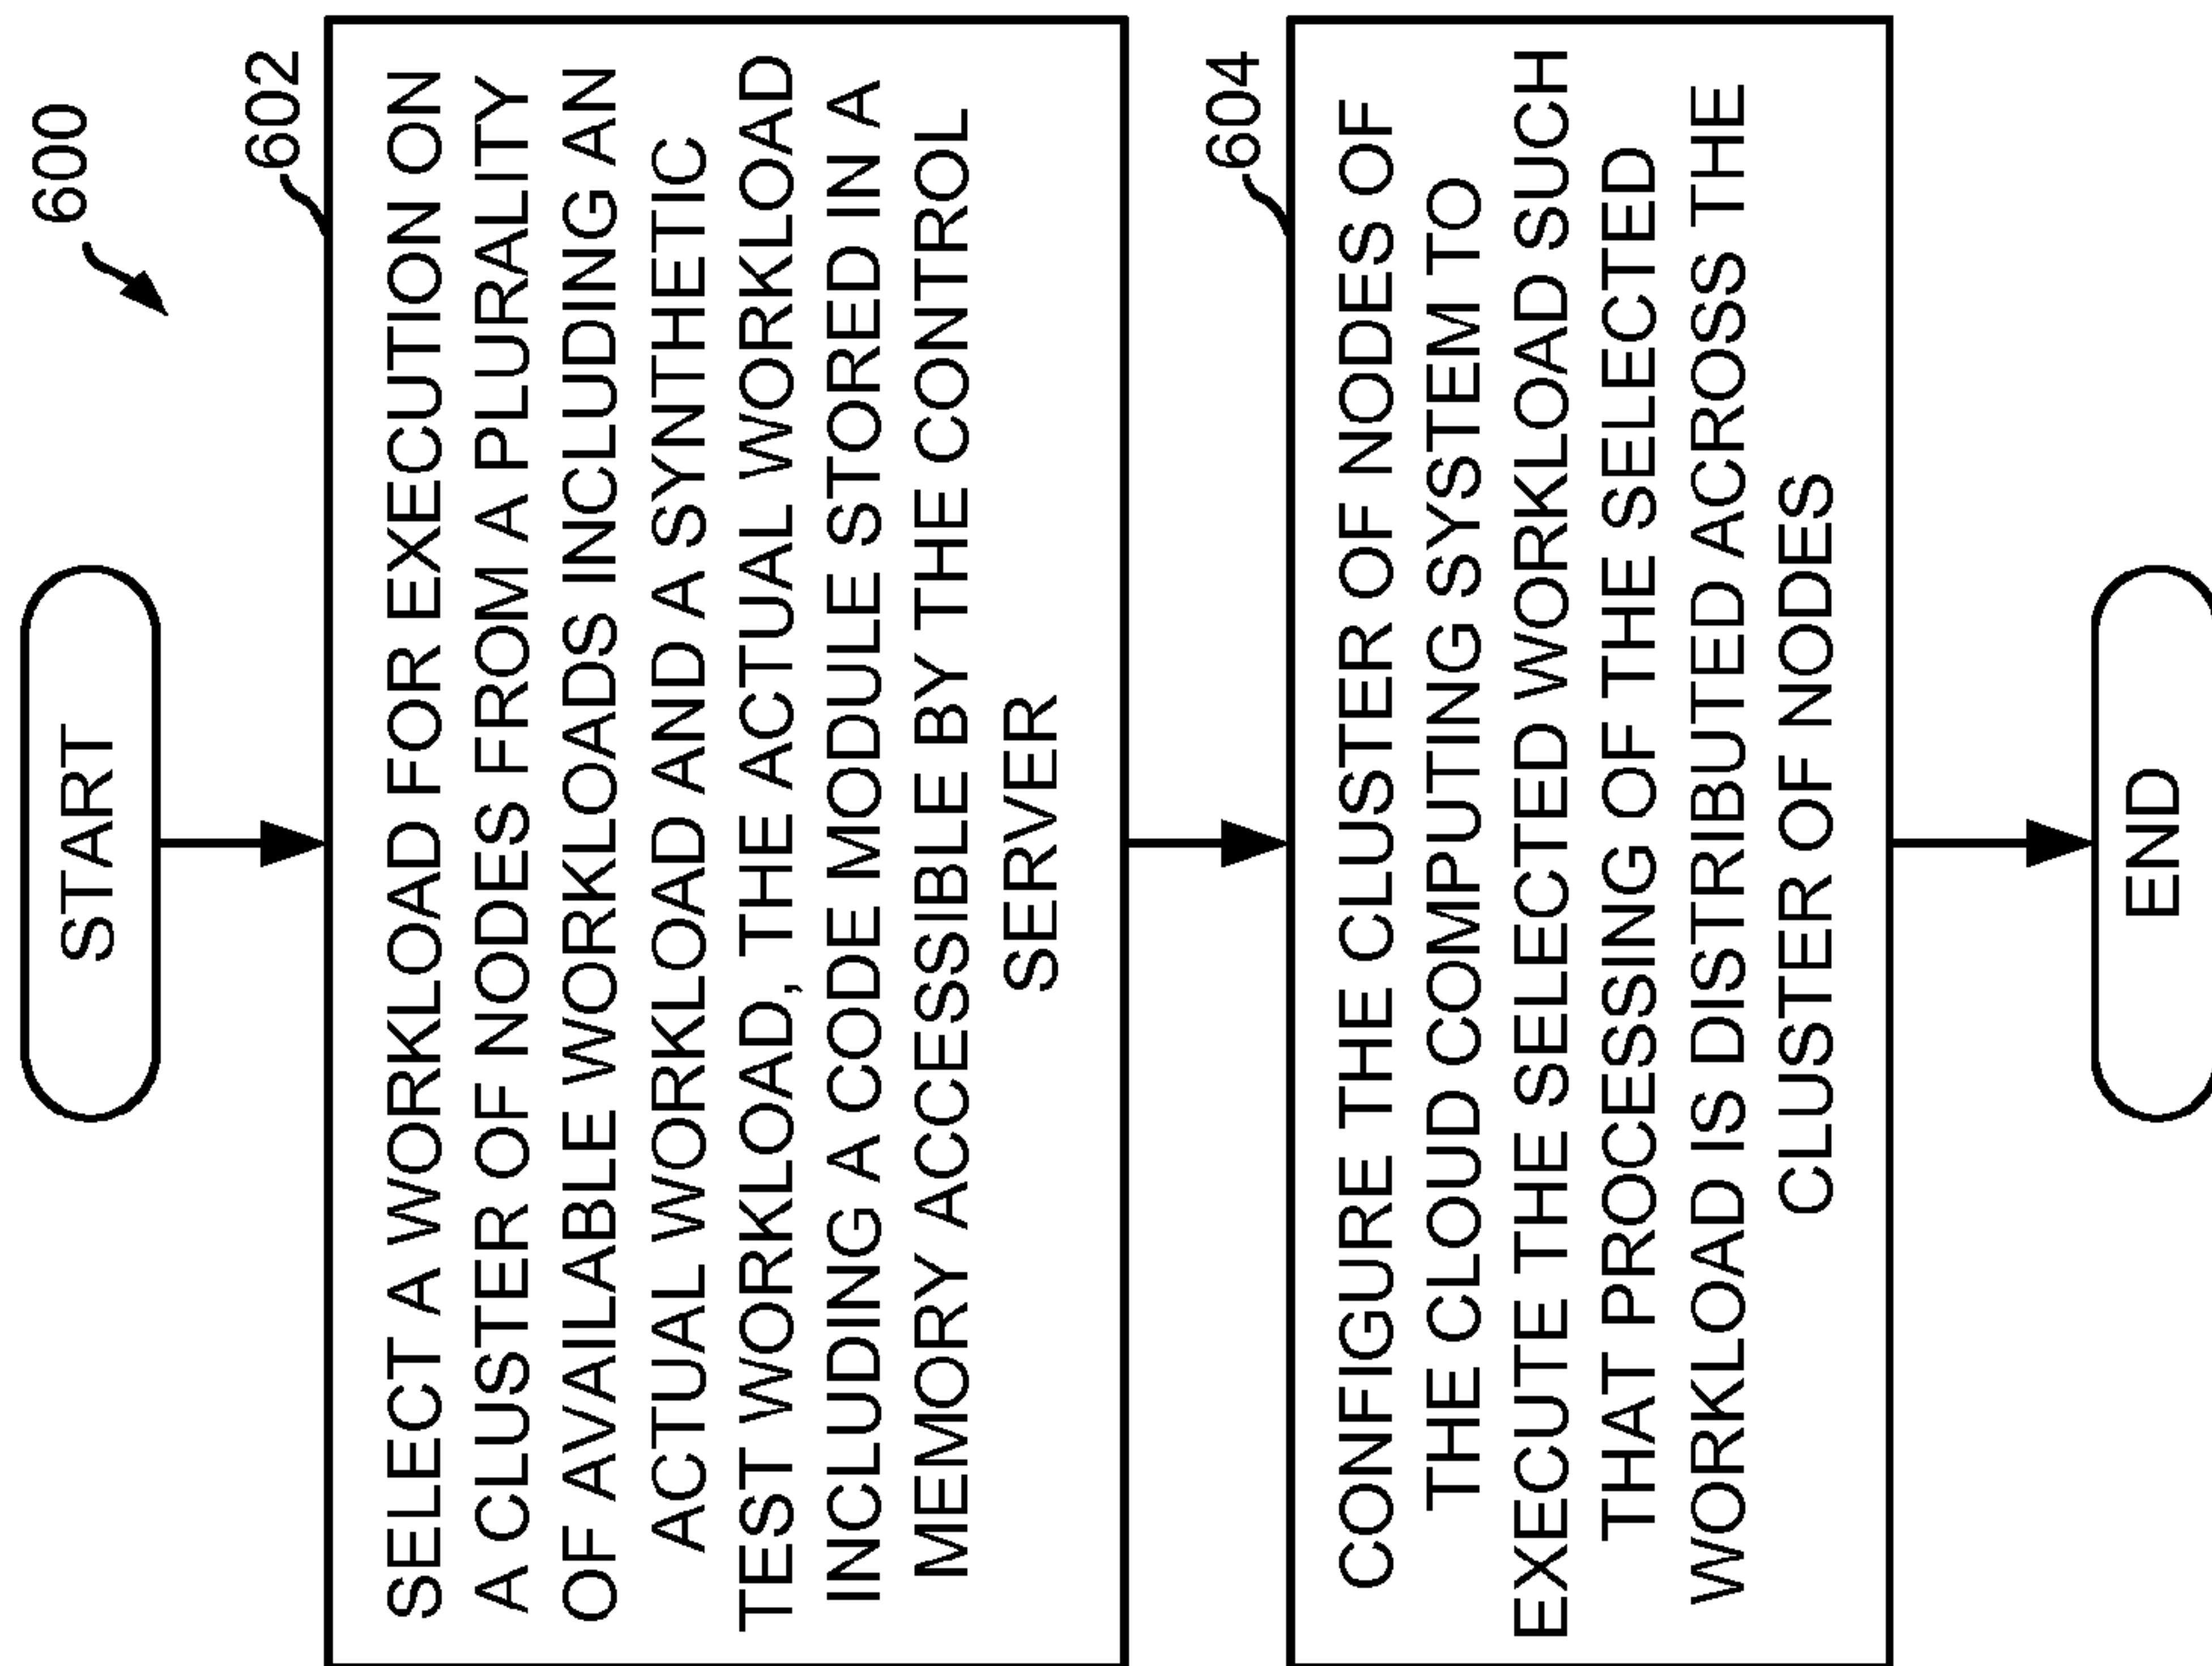 600
START
602
SELECT A WORKLOAD FOR EXECUTION ON
A CLUSTER OF NODES FROM A PLURALITY
OF AVAILABLE WORKLOADS INCLUDING AN
ACTUAL WORKLOAD AND A SYNTHETIC
TEST WORKLOAD, THE ACTUAL WORKLOAD
INCLUDING A CODE MODULE STORED IN A
MEMORY ACCESSIBLE BY THE CONTROL
SERVER
604
CONFIGURE THE CLUSTER OF NODES OF
THE CLOUD COMPUTING SYSTEM TO
EXECUTE THE SELECTED WORKLOAD SUCH
THAT PROCESSING OF THE SELECTED
WORKLOAD IS DISTRIBUTED ACROSS THE
CLUSTER OF NODES
END